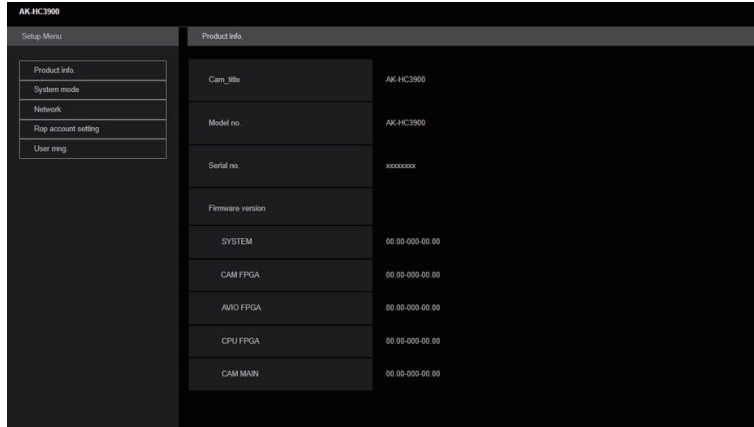 AK-HC3900
Setup Menu
Product info.
Product info.
System mode
Network
Rop account setting
User mng.
Cam_title AK-HC3900
Model no. AK-HC3900
Serial no. xxxxxxxx
Firmware version
SYSTEM 00.00-000-00.00
CAM FPGA 00.00-000-00.00
AVIO FPGA 00.00-000-00.00
CPU FPGA 00.00-000-00.00
CAM MAIN 00.00-000-00.00